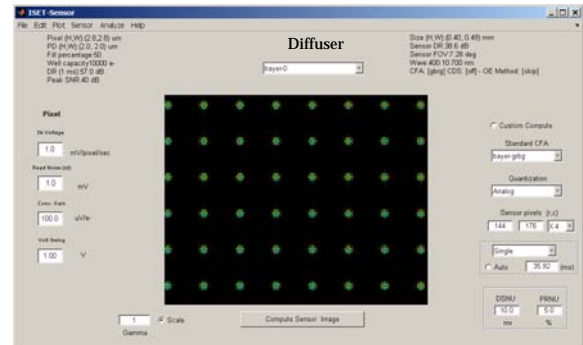 ISET-Sensor
File Edit Plot Sensor Analyze Help
Pixel (H,W):(2.8,2.8) um
PD (H,W):(2.0, 2.0) um
Fill percentage:50
Well capacity10000 e-
DR (1 ms):57.0 dB
Peak SNR:40 dB
Diffuser
bayer-0
Size (H,W):(0.40, 0.49) mm
Sensor DR:38.6 dB
Sensor FOV:7.28 deg
Wave:400:10:700 nm
CFA: [gbrg] CDS: [off] - OE Method: [skip]
Pixel
Dk Voltage
1.0 mV/pixel/sec
Read Noise
1.0 mV
Conv. Gain
100.0 uV/e-
Volt Swing
1.00 V
Custom Compute
Standard CFA
bayer-grbg
Quantization
Analog
Sensor pixels (r,c)
144 176 X 4
Single
Auto 35.92 (ms)
DSNU PRNU
10.0 5.0
mv %
1 Scale
Gamma
Compute Sensor Image